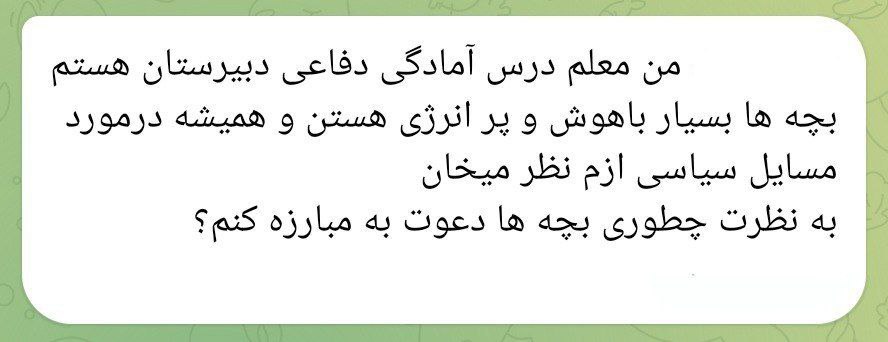 من معلم درس آمادگی دفاعی دبیرستان هستم
بچه ها بسیار باهوش و پر انرژی هستن و همیشه درمورد
مسایل سیاسی ازم نظر میخان
به نظرت چطوری بچه ها دعوت به مبارزه کنم؟